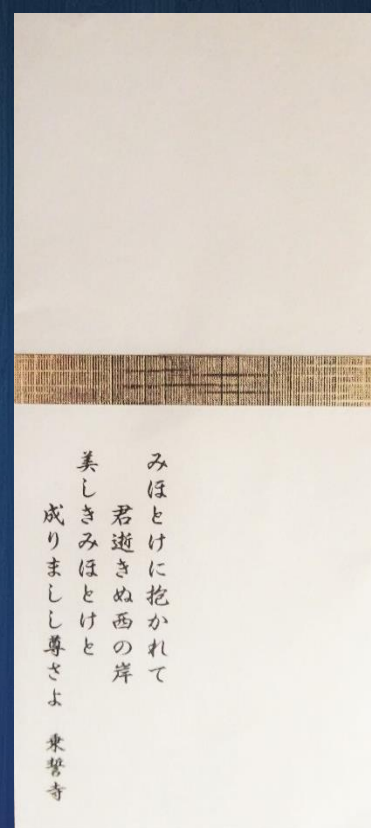 みほとけに抱かれて
君逝きぬ西の岸
美しきみほとけと
成りましし尊さよ 乗誓寺